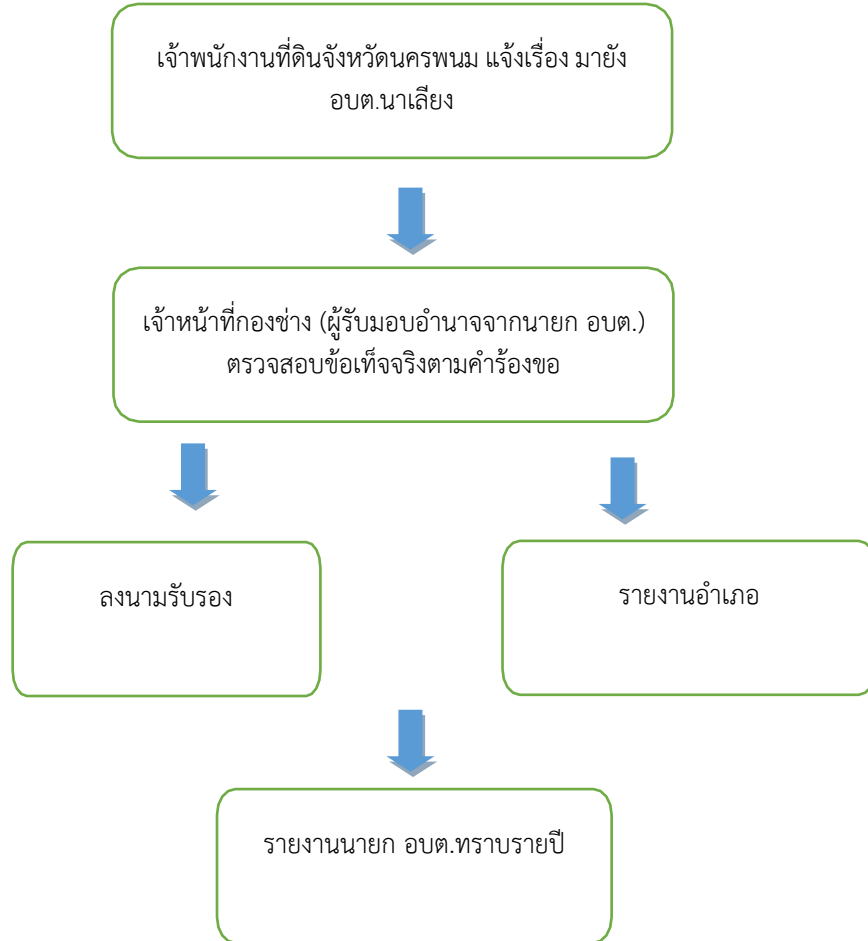 เจ้าพนักงานที่ดินจังหวัดนครพนม แจ้งเรื่อง มายัง
อบต.นาเลียง
เจ้าหน้าที่กองช่าง (ผู้รับมอบอำนาจจากนายก อบต.)
ตรวจสอบข้อเท็จจริงตามคำร้องขอ
ลงนามรับรอง
รายงานอำเภอ
รายงานนายก อบต.ทราบรายปี